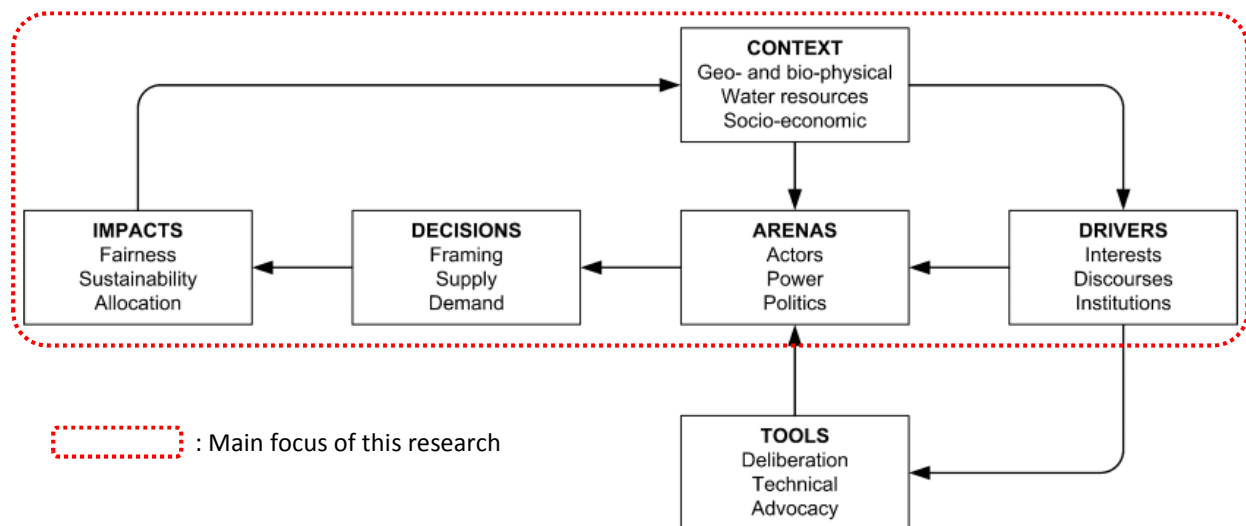 CONTEXT
Geo- and bio-physical
Water resources
Socio-economic
IMPACTS
Fairness
Sustainability
Allocation
DECISIONS
Framing
Supply
Demand
ARENAS
Actors
Power
Politics
DRIVERS
Interests
Discourses
Institutions
: Main focus of this research
TOOLS
Deliberation
Technical
Advocacy